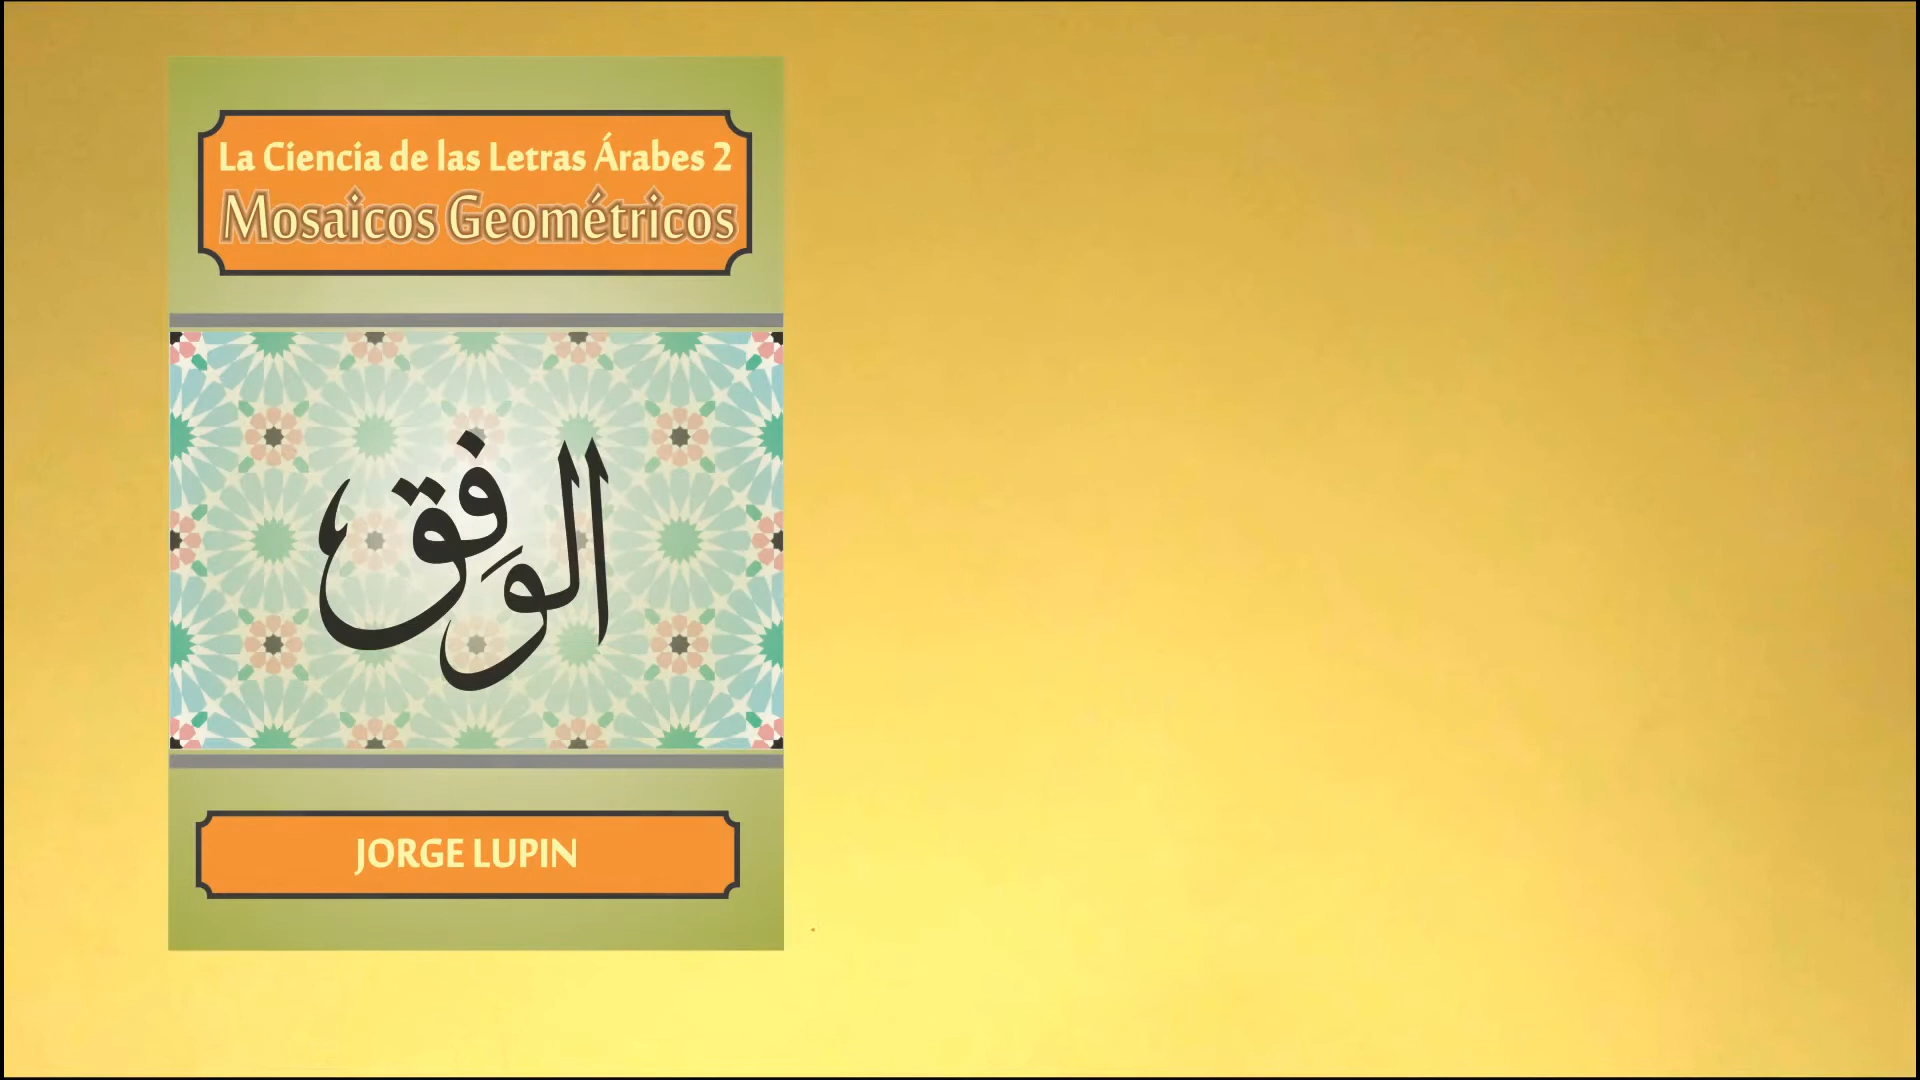 La Ciencia de las Letras Árabes 2
Mosaicos Geométricos
الوفق
JORGE LUPIN